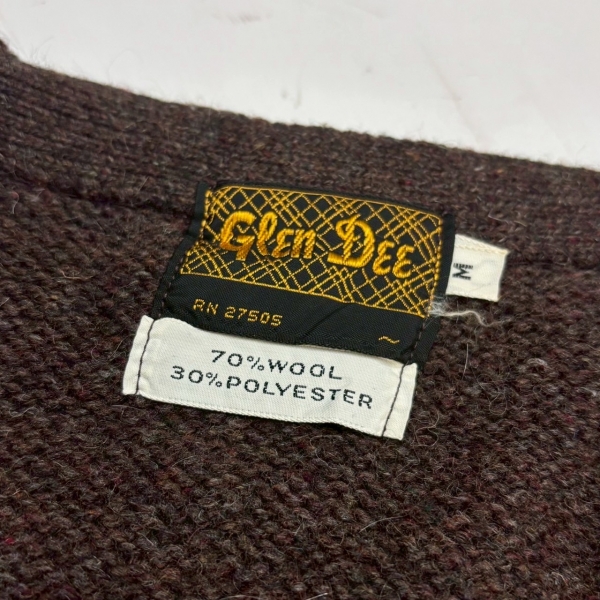 Glen Dee
M
RN 27505
70%WOOL
30%POLYESTER